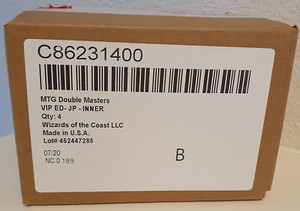 C86231400
MTG Double Masters
VIP ED- JP - INNER
Qty: 4
Wizards of the Coast LLC
Made in U.S.A.
Lot# 452447285
07/20
NC 0 189
B